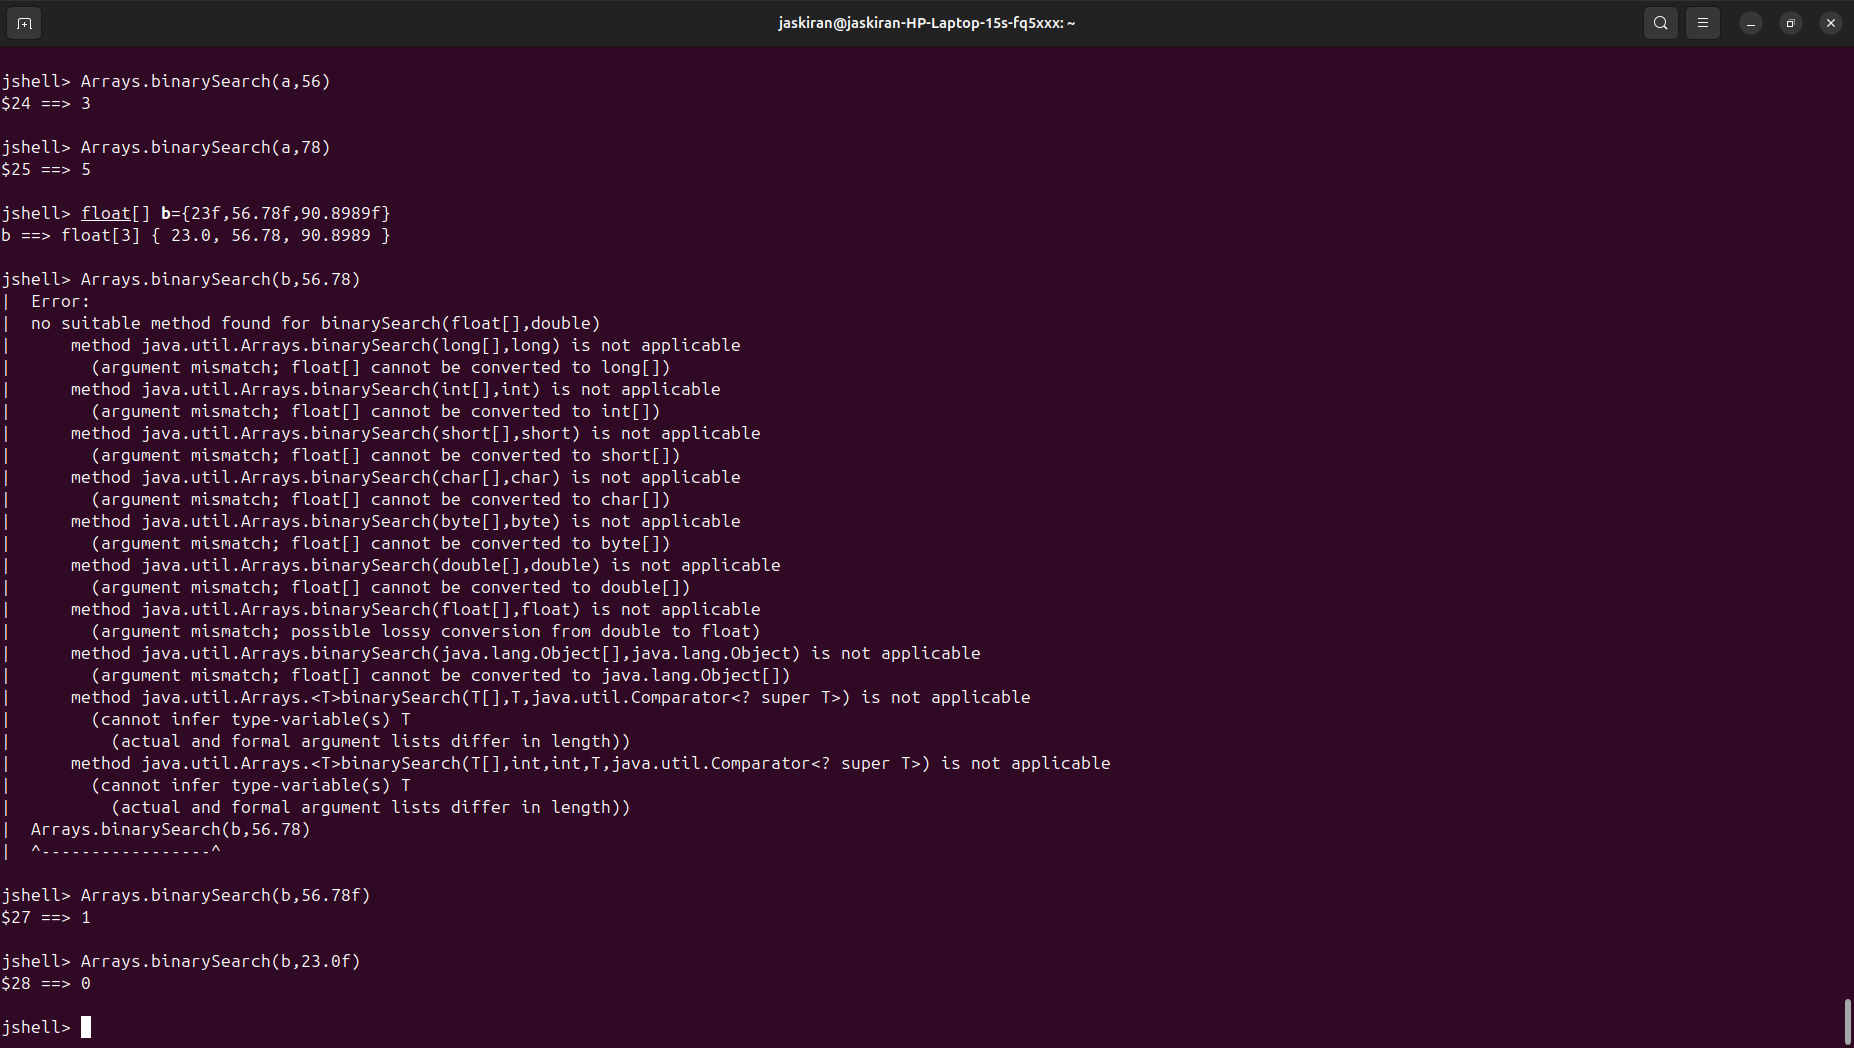 jaskiran@jaskiran-HP-Laptop-15s-fq5xxx: ~
jshell> Arrays.binarySearch(a,56)
$24 ==> 3
jshell> Arrays.binarySearch(a,78)
$25 ==> 5
jshell> float[] b={23f,56.78f,90.8989f}
b ==> float[3] { 23.0, 56.78, 90.8989 }
jshell> Arrays.binarySearch(b,56.78)
|  Error:
|  no suitable method found for binarySearch(float[],double)
|      method java.util.Arrays.binarySearch(long[],long) is not applicable
|        (argument mismatch; float[] cannot be converted to long[])
|      method java.util.Arrays.binarySearch(int[],int) is not applicable
|        (argument mismatch; float[] cannot be converted to int[])
|      method java.util.Arrays.binarySearch(short[],short) is not applicable
|        (argument mismatch; float[] cannot be converted to short[])
|      method java.util.Arrays.binarySearch(char[],char) is not applicable
|        (argument mismatch; float[] cannot be converted to char[])
|      method java.util.Arrays.binarySearch(byte[],byte) is not applicable
|        (argument mismatch; float[] cannot be converted to byte[])
|      method java.util.Arrays.binarySearch(double[],double) is not applicable
|        (argument mismatch; float[] cannot be converted to double[])
|      method java.util.Arrays.binarySearch(float[],float) is not applicable
|        (argument mismatch; possible lossy conversion from double to float)
|      method java.util.Arrays.binarySearch(java.lang.Object[],java.lang.Object) is not applicable
|        (argument mismatch; float[] cannot be converted to java.lang.Object[])
|      method java.util.Arrays.<T>binarySearch(T[],T,java.util.Comparator<? super T>) is not applicable
|        (cannot infer type-variable(s) T
|          (actual and formal argument lists differ in length))
|      method java.util.Arrays.<T>binarySearch(T[],int,int,T,java.util.Comparator<? super T>) is not applicable
|        (cannot infer type-variable(s) T
|          (actual and formal argument lists differ in length))
|  Arrays.binarySearch(b,56.78)
|  ^-----------------^
jshell> Arrays.binarySearch(b,56.78f)
$27 ==> 1
jshell> Arrays.binarySearch(b,23.0f)
$28 ==> 0
jshell>